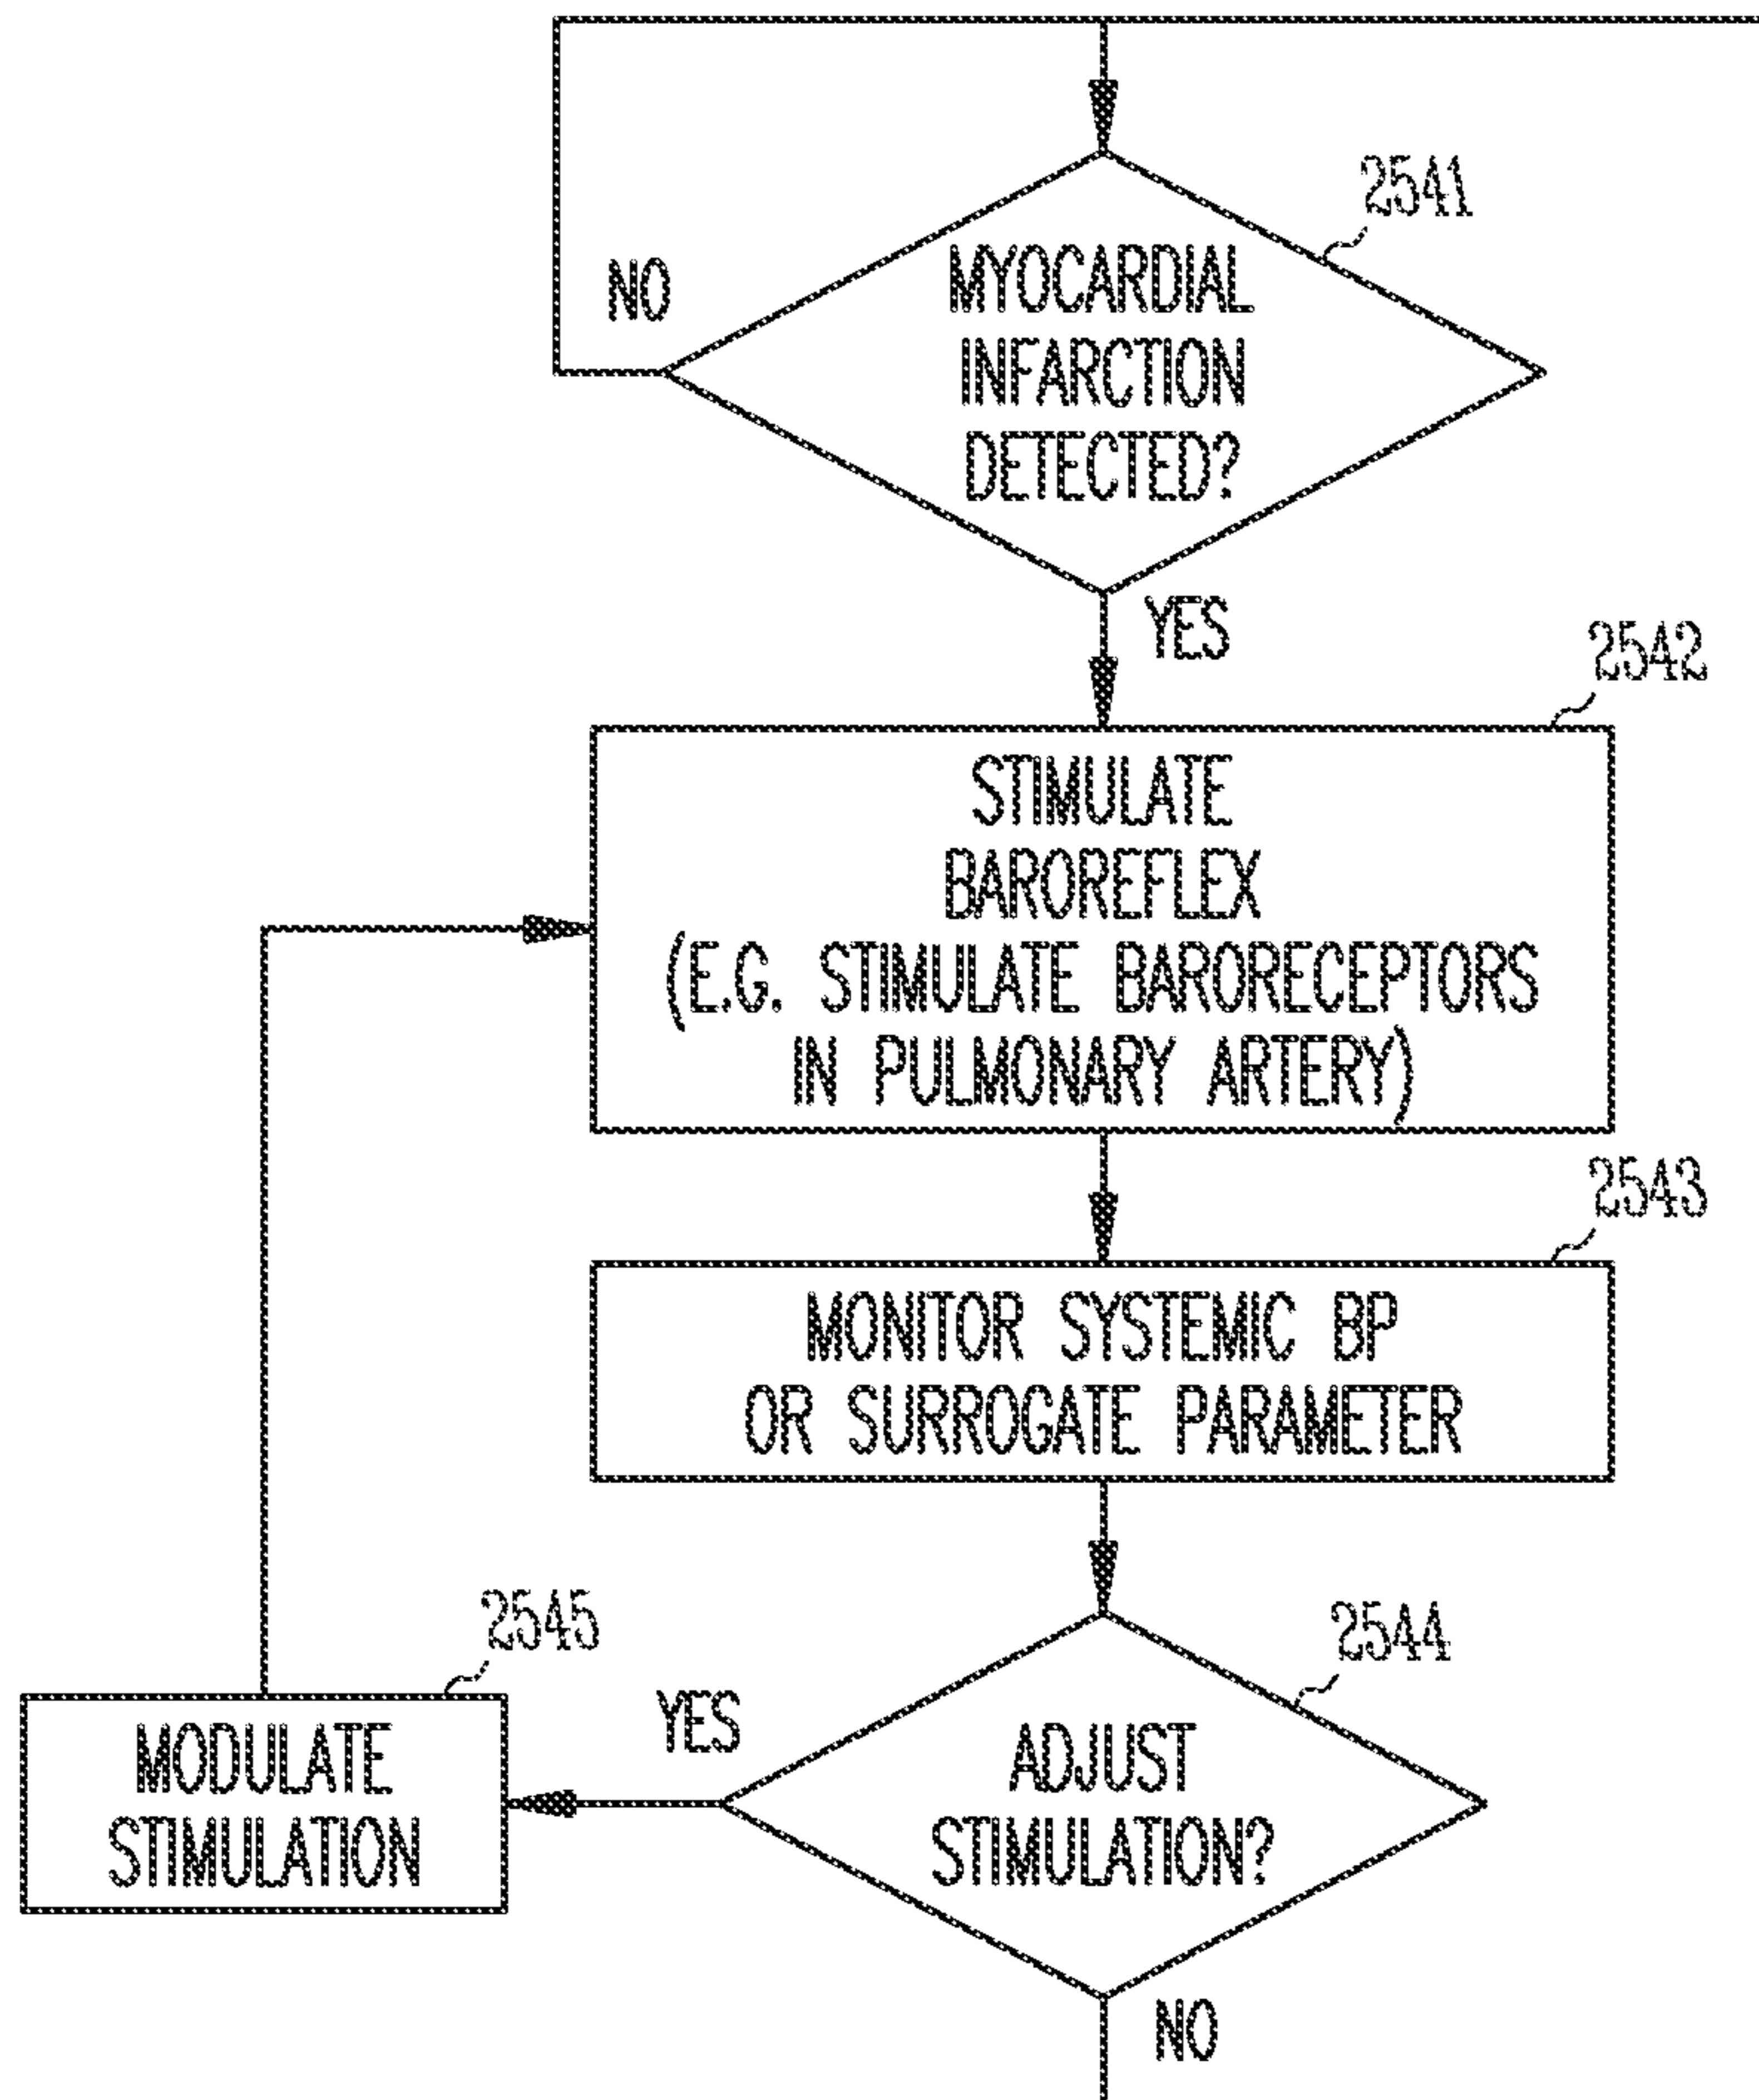 2541
NO
MYOCARDIAL
INFARCTION
DETECTED?
YES
2542
STIMULATE
BAROREFLEX
(E.G. STIMULATE BARORECEPTORS
IN PULMONARY ARTERY)
2543
MONITOR SYSTEMIC BP
OR SURROGATE PARAMETER
2545
2544
YES
MODULATE
STIMULATION
ADJUST
STIMULATION?
NO